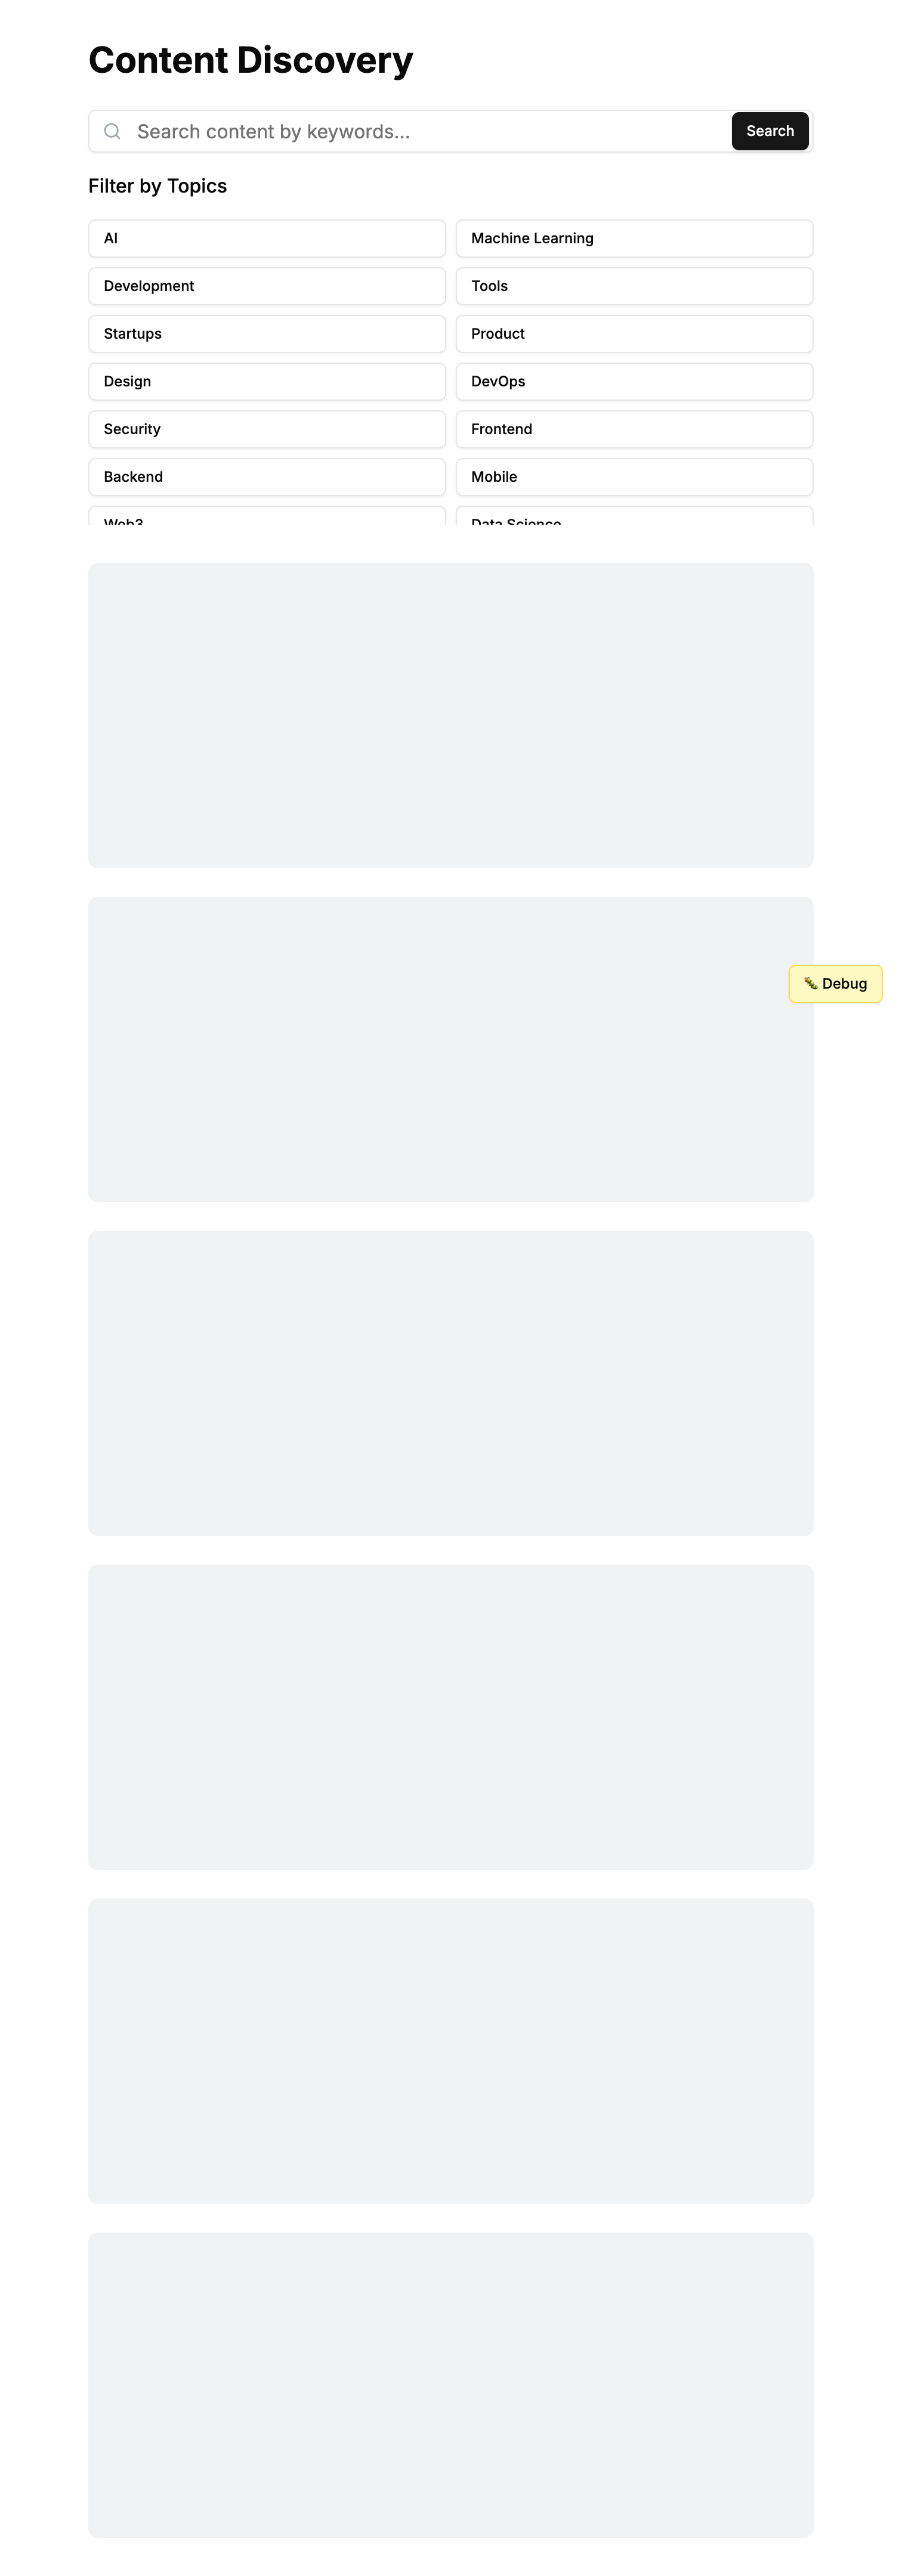 Content Discovery
Search content by keywords...
Search
Filter by Topics
AI
Machine Learning
Development
Tools
Startups
Product
Design
DevOps
Security
Frontend
Backend
Mobile
Web3
Data Science
🐛 Debug